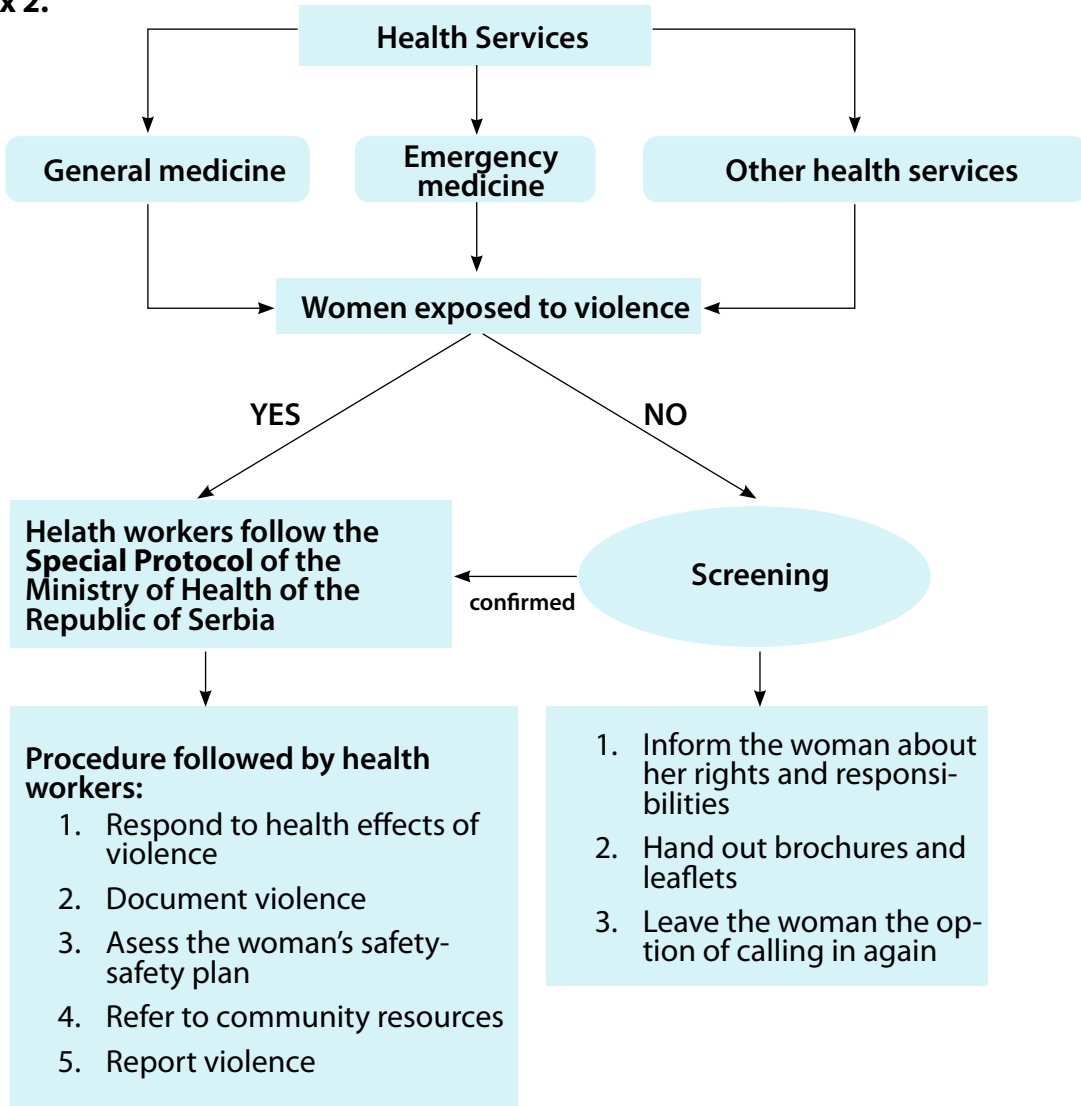 x 2.
Health Services
General medicine
Emergency
medicine
Other health services
Women exposed to violence
YES
NO
Helath workers follow the
Special Protocol of the
Ministry of Health of the
Republic of Serbia
confirmed
Screening
Procedure followed by health
workers:
1. Respond to health effects of
violence
2. Document violence
3. Asess the woman's safety-
safety plan
4. Refer to community resources
5. Report violence
1. Inform the woman about
her rights and responsi-
bilities
2. Hand out brochures and
leaflets
3. Leave the woman the op-
tion of calling in again